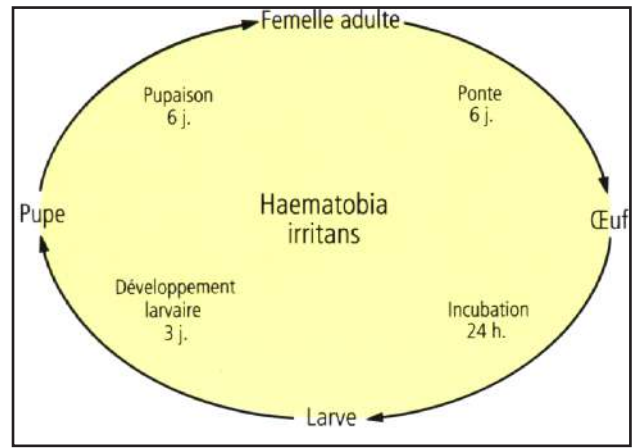 Femelle adulte
Pupaison
6 j.
Ponte
6 j.
Pupe
Haematobia
irritans
Œuf
Développement
larvaire
3 j.
Incubation
24 h.
Larve